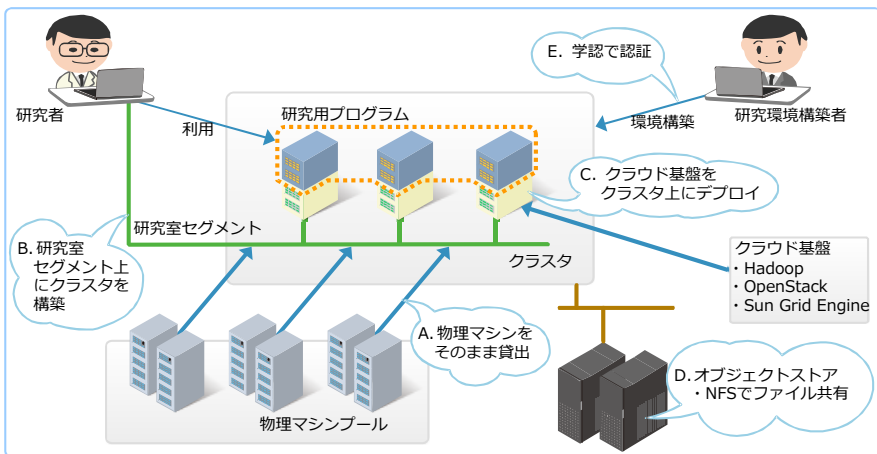 E. 学認で認証
研究者
研究環境構築者
研究用プログラム
利用
環境構築
C. クラウド基盤を
クラスタ上にデプロイ
研究室セグメント
B. 研究室
セグメント上
にクラスタを
構築
クラスタ
クラウド基盤
・Hadoop
・OpenStack
・Sun Grid Engine
A. 物理マシンを
そのまま貸出
D. オブジェクトストア
・NFSでファイル共有
物理マシンプール